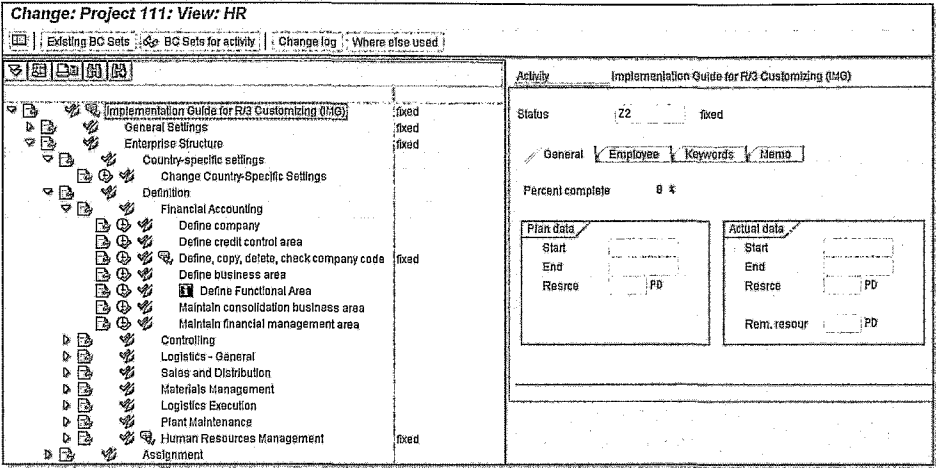 Change: Project 111: View: HR
Existing BC Sets BC Sets for activity Change log Where else used
Activity Implementation Guide for R/3 Customizing (IMG)
Implementation Guide for R/3 Customizing (IMG) fixed
General Settings fixed
Enterprise Structure fixed
Country-specific settings
Change Country-Specific Settings
Definition
Financial Accounting
Define company
Define credit control area
Define, copy, delete, check company code fixed
Define business area
Define Functional Area
Maintain consolidation business area
Maintain financial management area
Controlling
Logistics - General
Sales and Distribution
Materials Management
Logistics Execution
Plant Maintenance
Human Resources Management fixed
Assignment
Status Z2 fixed
General Employee Keywords Memo
Percent complete 0 %
Plan data
Start
End
Resrce PD
Actual data
Start
End
Resrce PD
Rem. resour PD